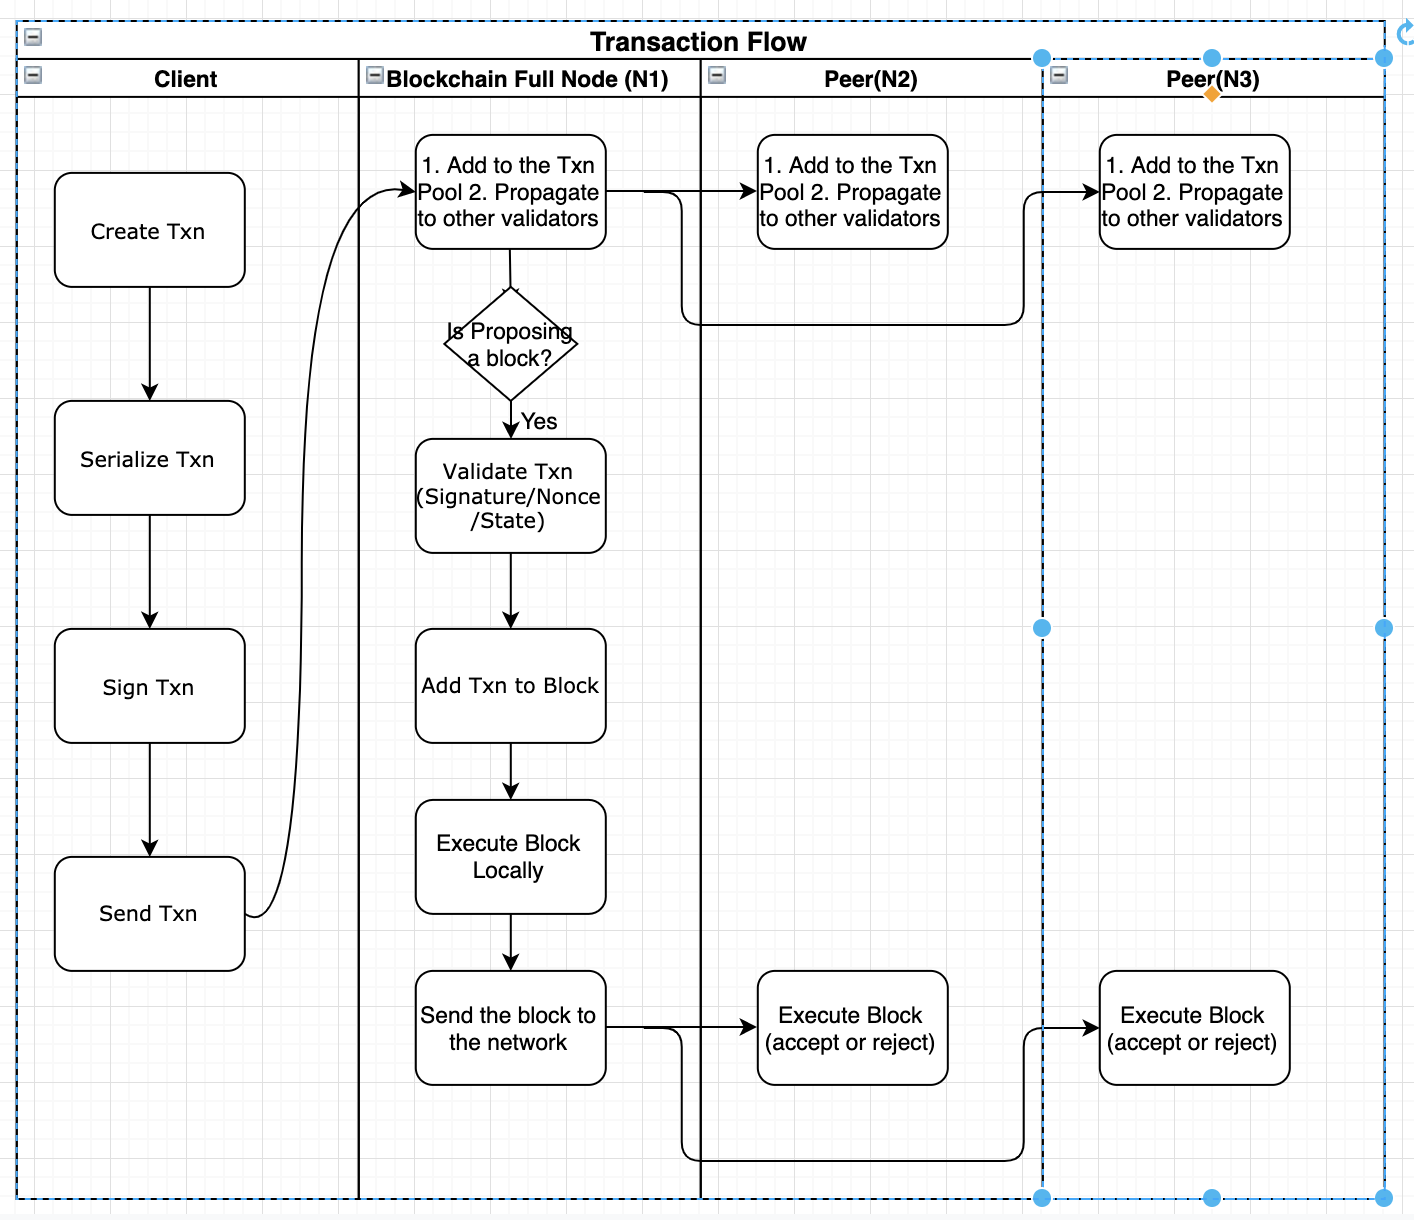 Transaction Flow
Client
Blockchain Full Node (N1)
Peer(N2)
Peer(N3)
Create Txn
Serialize Txn
Sign Txn
Send Txn
1. Add to the Txn
Pool 2. Propagate
to other validators
Is Proposing
a block?
Yes
Validate Txn
(Signature/Nonce
/State)
Add Txn to Block
Execute Block
Locally
Send the block to
the network
1. Add to the Txn
Pool 2. Propagate
to other validators
Execute Block
(accept or reject)
1. Add to the Txn
Pool 2. Propagate
to other validators
Execute Block
(accept or reject)